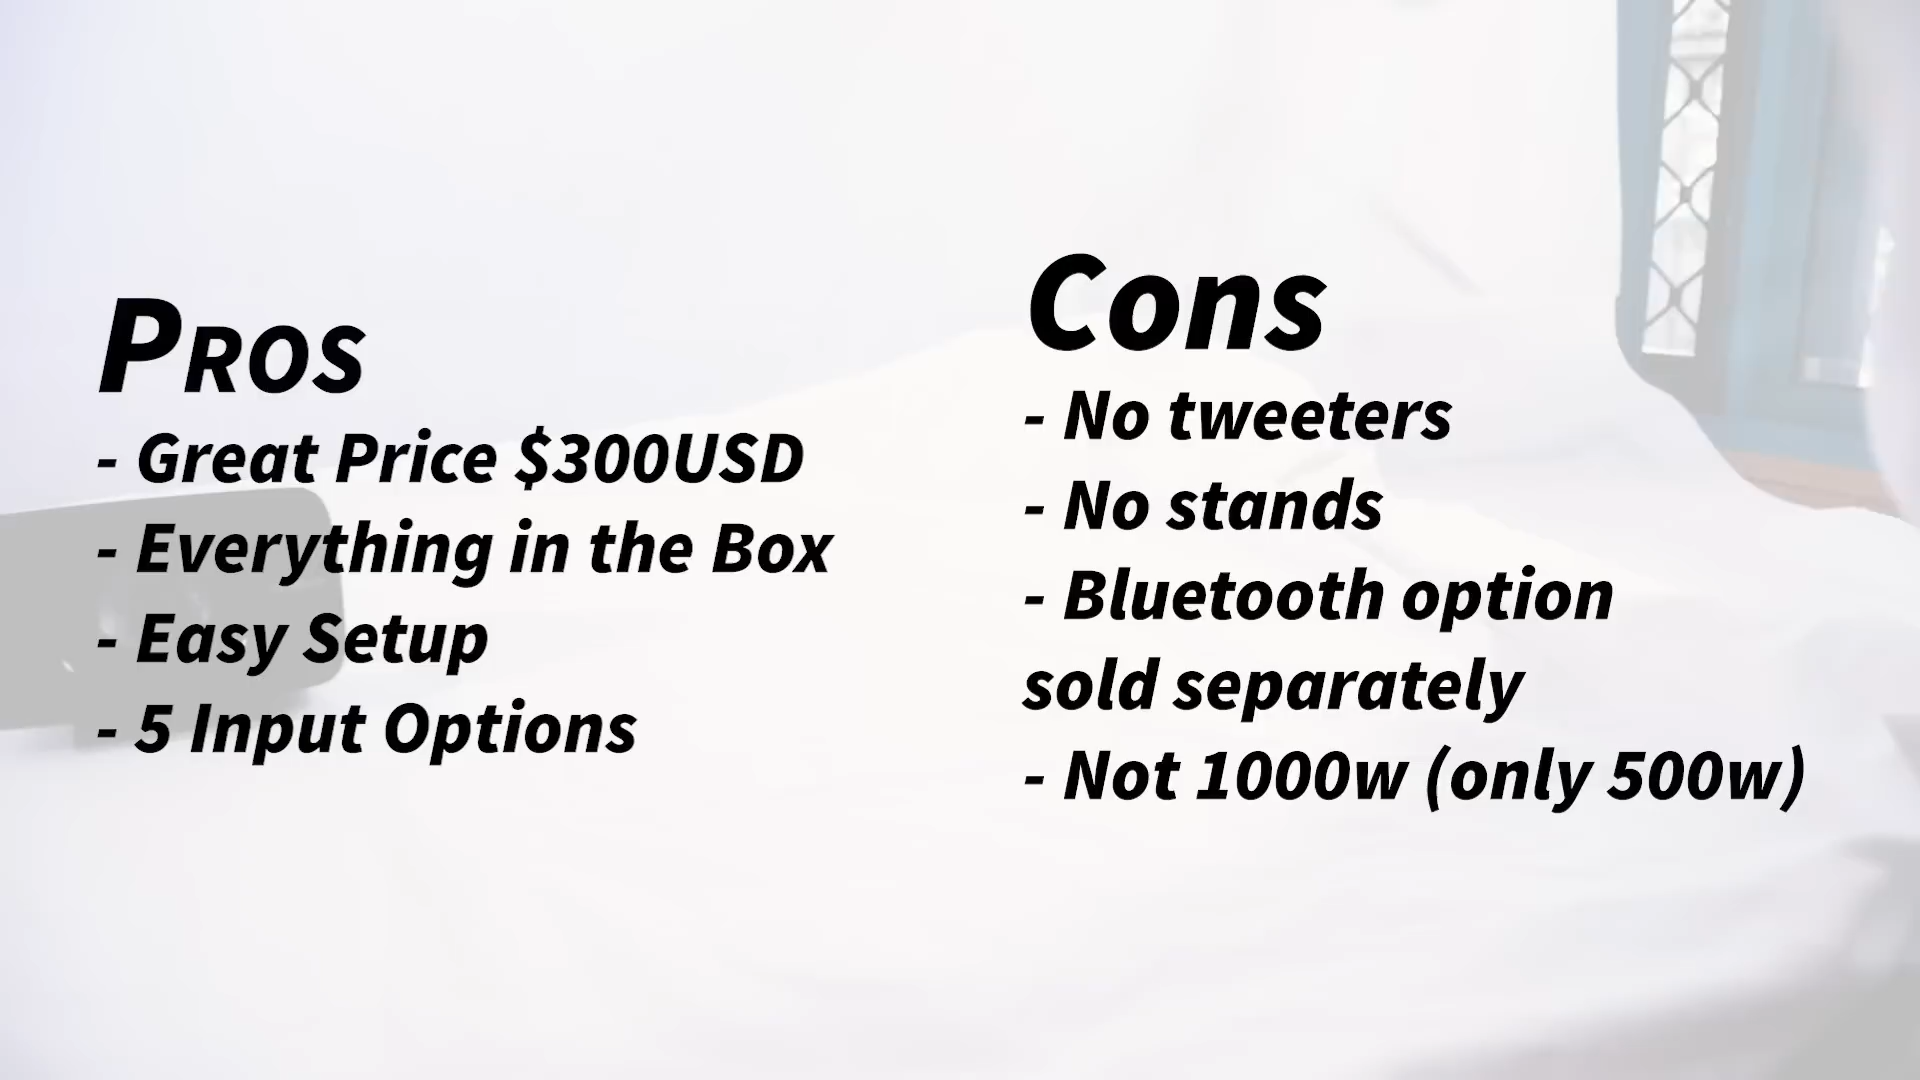 Pros
- Great Price $300USD
- Everything in the Box
- Easy Setup
- 5 Input Options
Cons
- No tweeters
- No stands
- Bluetooth option
sold separately
- Not 1000w (only 500w)